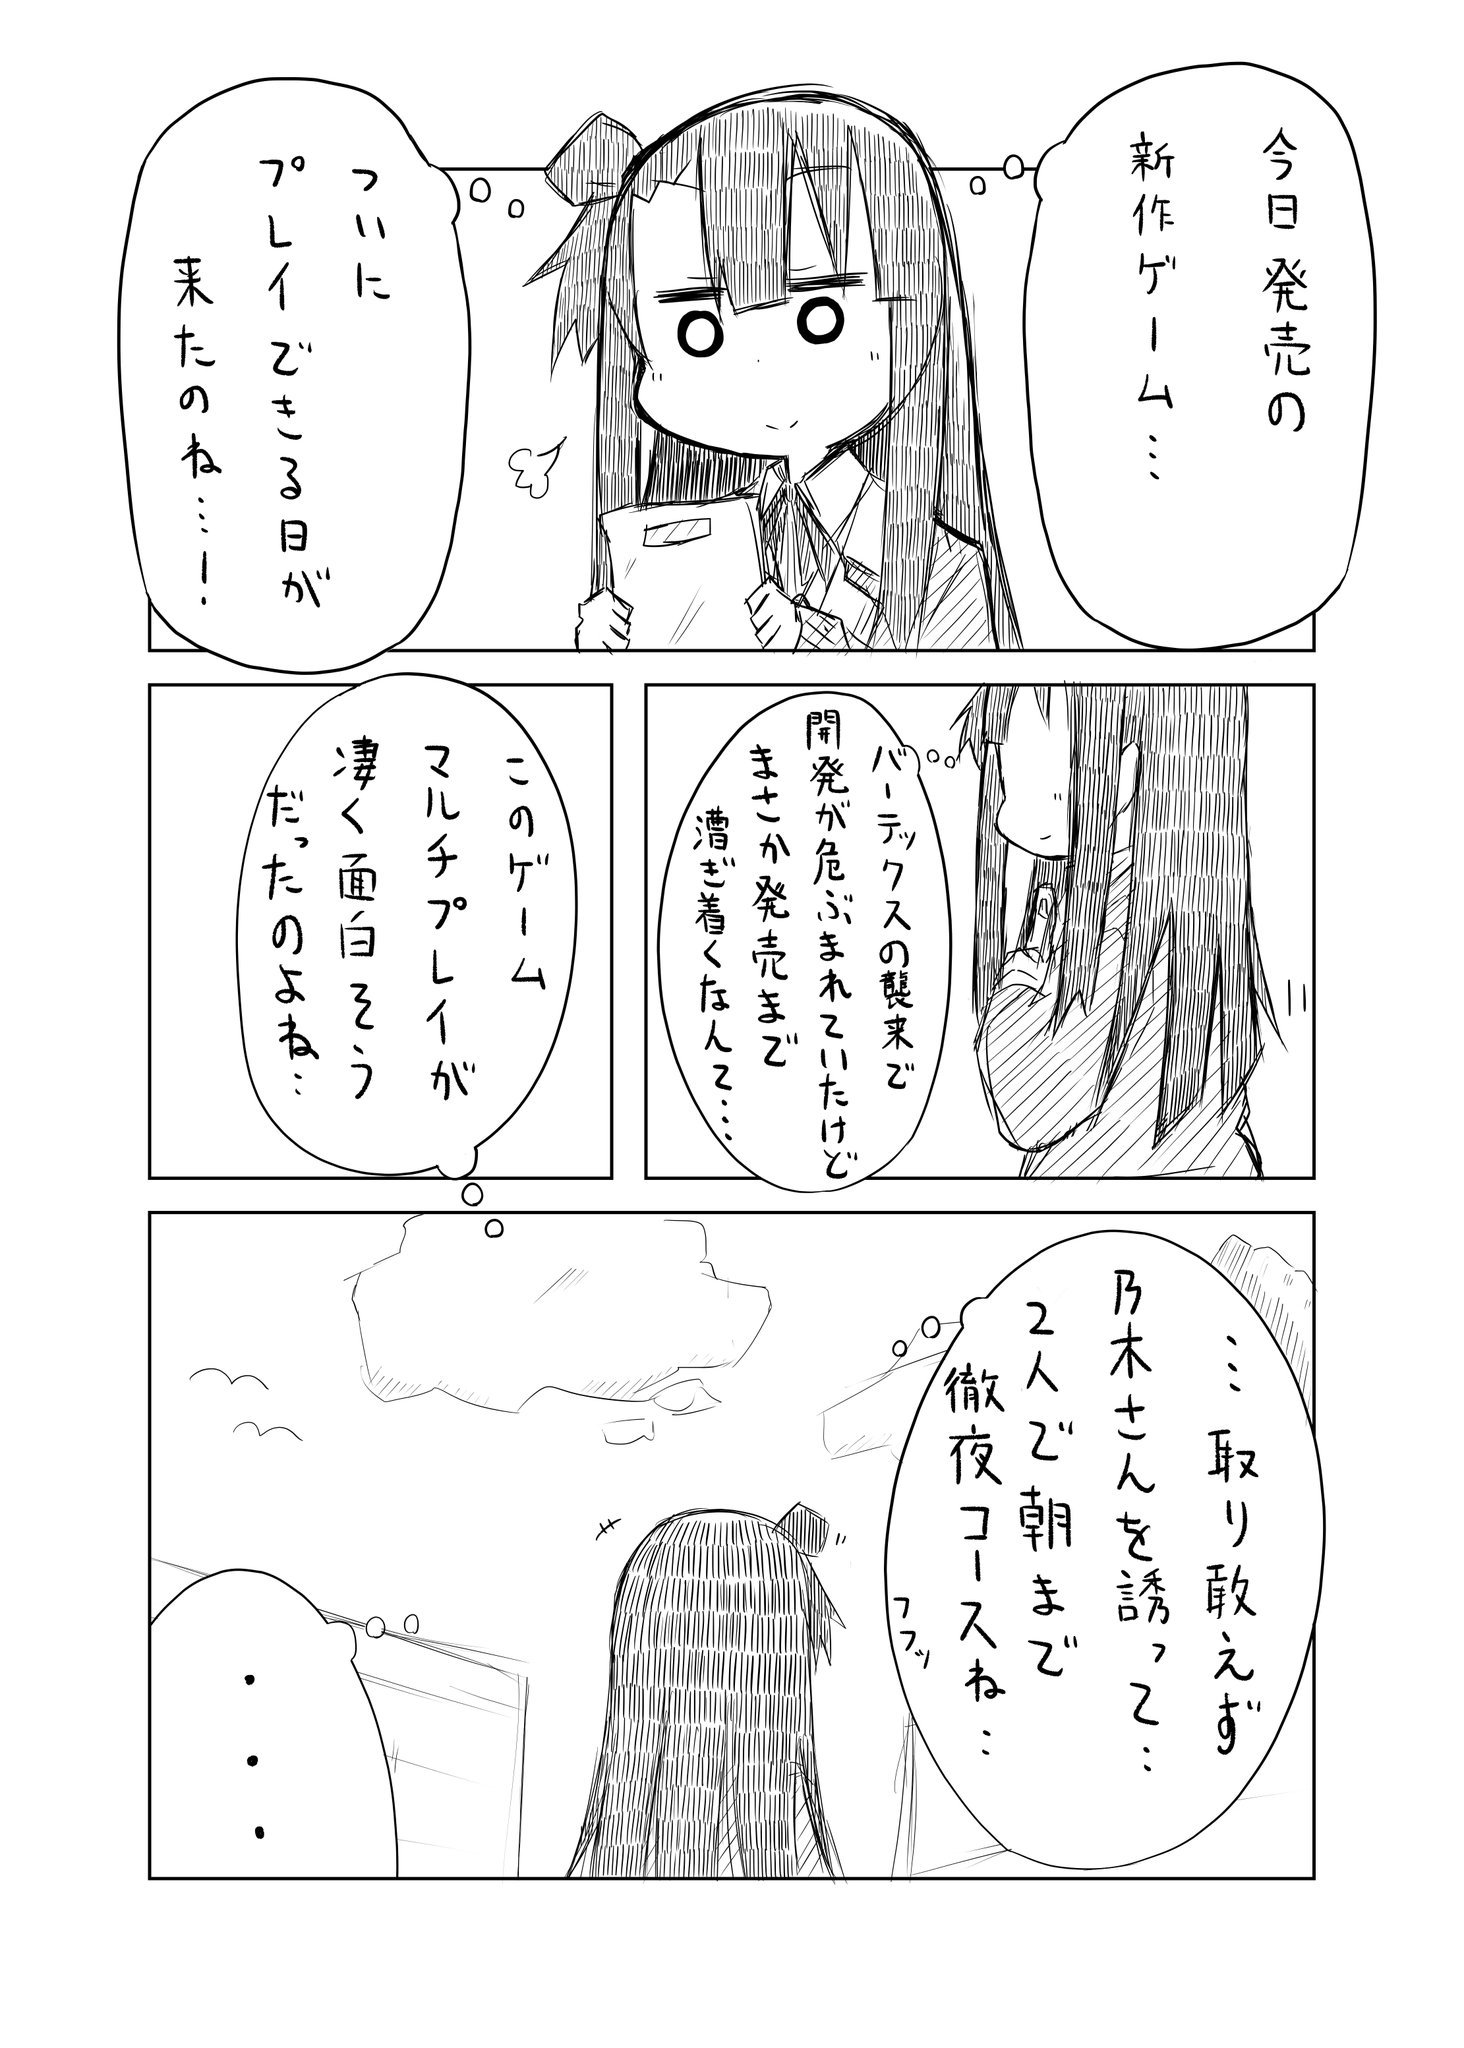 今日発売の
新作ゲーム…
ついに
プレイできる日が
来たのね…！
バーテックスの襲来で
開発が危ぶまれていたけど
まさか発売まで
漕ぎ着くなんて…
このゲーム
マルチプレイが
凄く面白そう
だったのよね…
…取り敢えず
乃木さんを誘って…
2人で朝まで
徹夜コースね…
フフッ
・・・